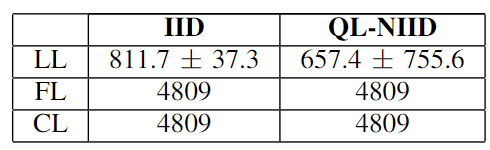 IID QL-NIID
LL 811.7 ± 37.3 657.4 ± 755.6
FL 4809 4809
CL 4809 4809